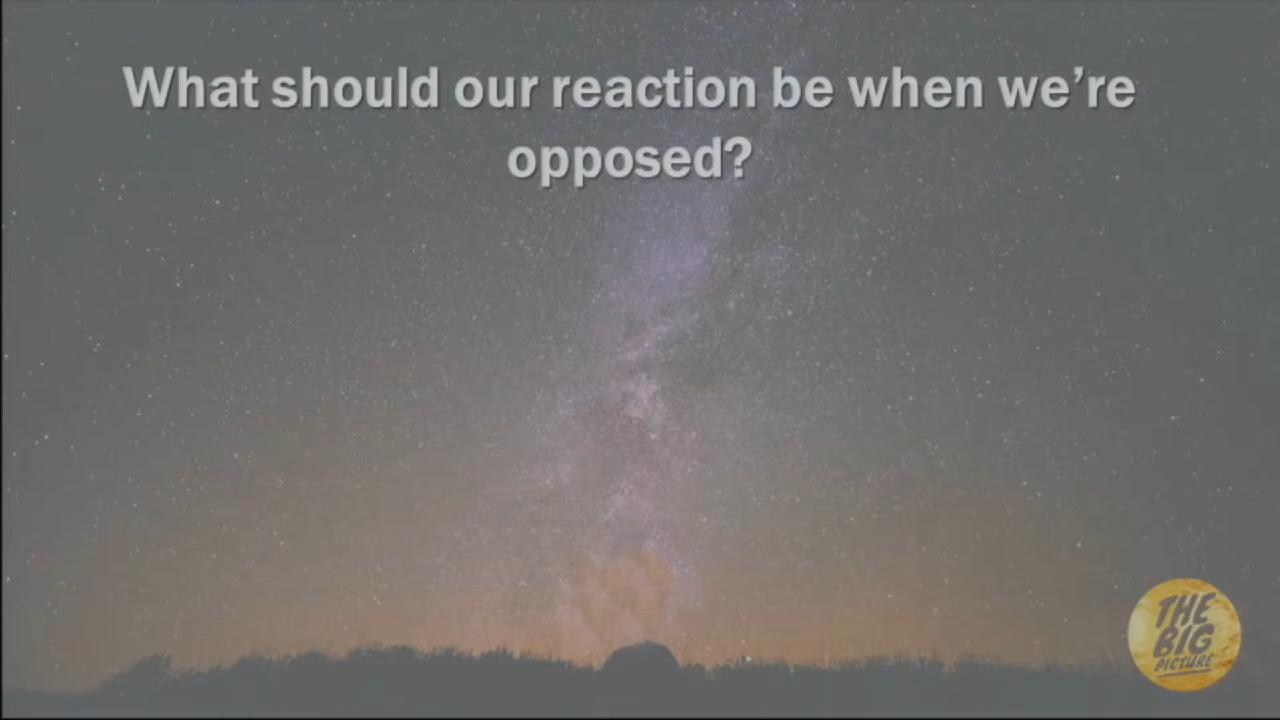 What should our reaction be when we’re
opposed?
THE
BIG
PICTURE